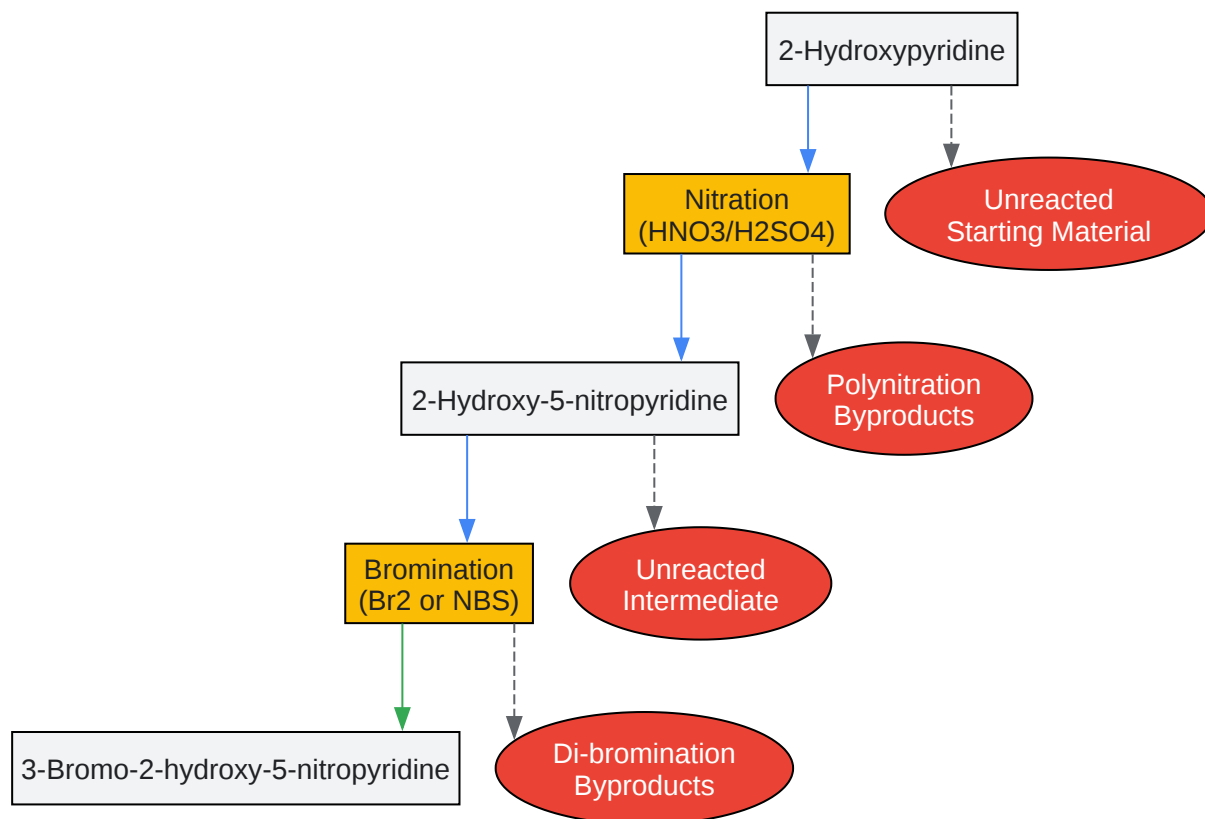 2-Hydroxypyridine
Nitration
(HNO3/H2SO4)
Unreacted
Starting Material
2-Hydroxy-5-nitropyridine
Polynitration
Byproducts
Bromination
(Br2 or NBS)
Unreacted
Intermediate
3-Bromo-2-hydroxy-5-nitropyridine
Di-bromination
Byproducts